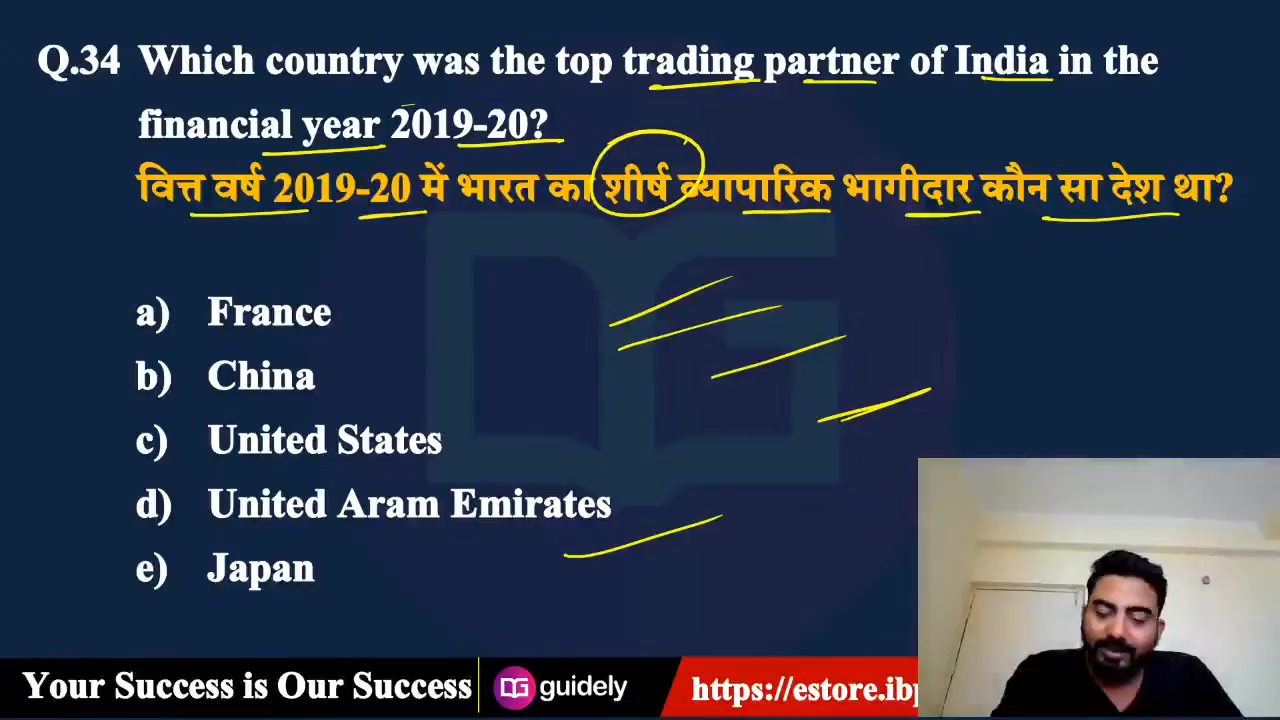 Q.34 Which country was the top trading partner of India in the
financial year 2019-20?
वित्त वर्ष 2019-20 में भारत का शीर्ष व्यापारिक भागीदार कौन सा देश था?
a) France
b) China
c) United States
d) United Aram Emirates
e) Japan
Your Success is Our Success
DG guidely
https://estore.ibp